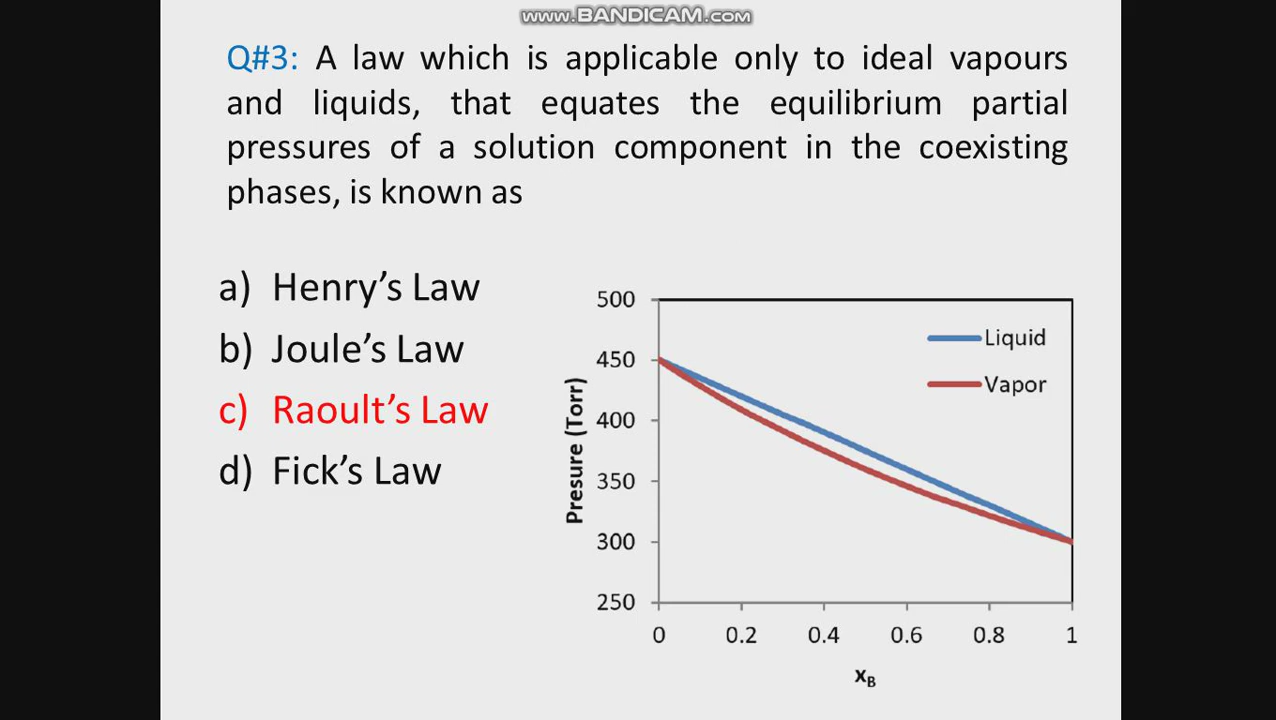 www.BANDICAM.com
Q#3: A law which is applicable only to ideal vapours
and liquids, that equates the equilibrium partial
pressures of a solution component in the coexisting
phases, is known as
a) Henry’s Law
b) Joule’s Law
c) Raoult’s Law
d) Fick’s Law
500
450
400
350
300
250
Presure (Torr)
Liquid
Vapor
0 0.2 0.4 0.6 0.8 1
xB